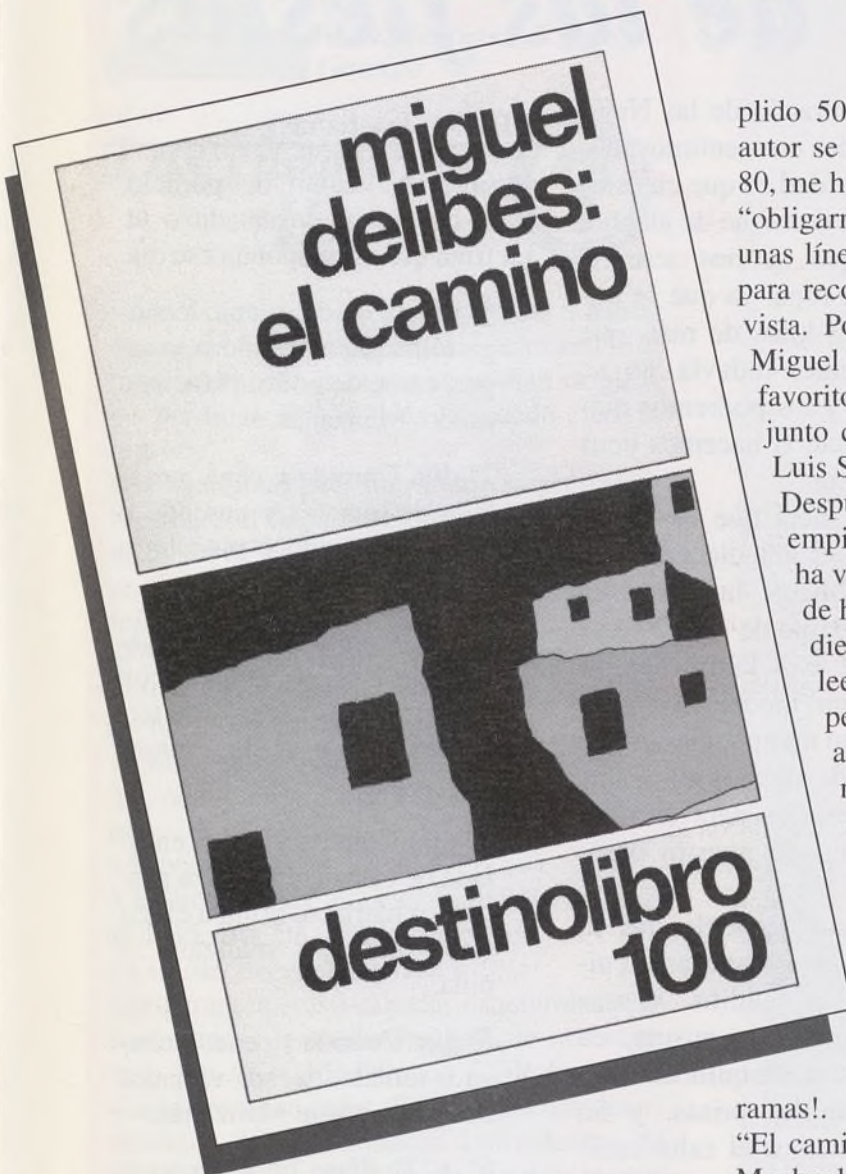 miguel
delibes:
el camino
destinolibro
100
plido 50
autor se
80, me h
"obligarr
unas líne
para reco
vista. Po
Miguel
favorito
junto c
Luis S
Despu
empi
ha v
de h
die
lee
pe
a
ramas!.
"El cami